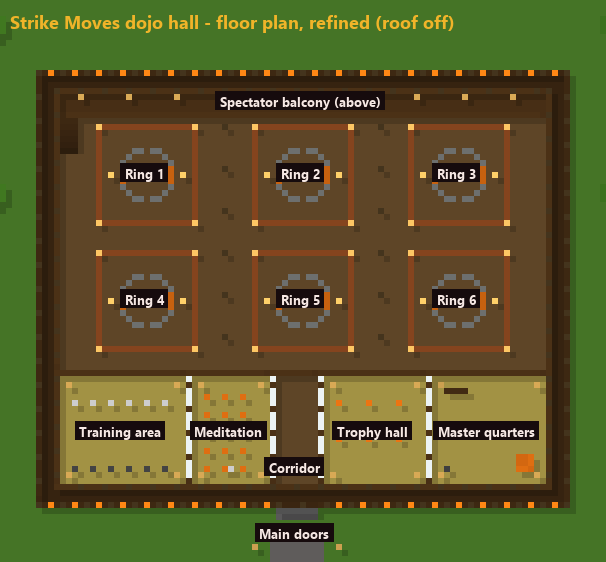 Strike Moves dojo hall - floor plan, refined (roof off)
Spectator balcony (above)
Ring 1
Ring 2
Ring 3
Ring 4
Ring 5
Ring 6
Training area
Meditation
Trophy hall
Master quarters
Corridor
Main doors